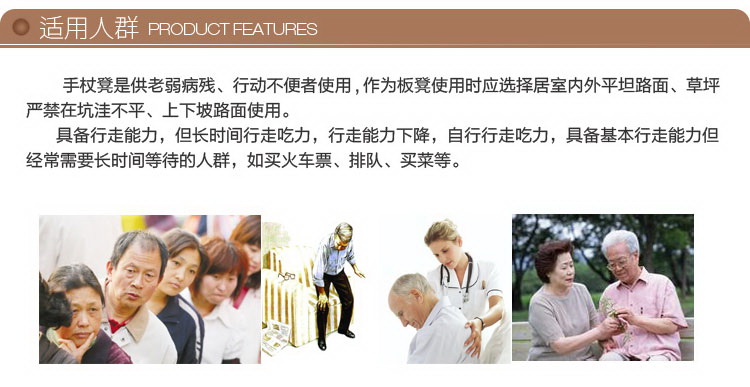 适用人群 PRODUCT FEATURES
手杖凳是供老弱病残、行动不便者使用,作为板凳使用时应选择居室内外平坦路面、草坪
严禁在坑洼不平、上下坡路面使用。
具备行走能力，但长时间行走吃力，行走能力下降，自行行走吃力，具备基本行走能力但
经常需要长时间等待的人群，如买火车票、排队、买菜等。